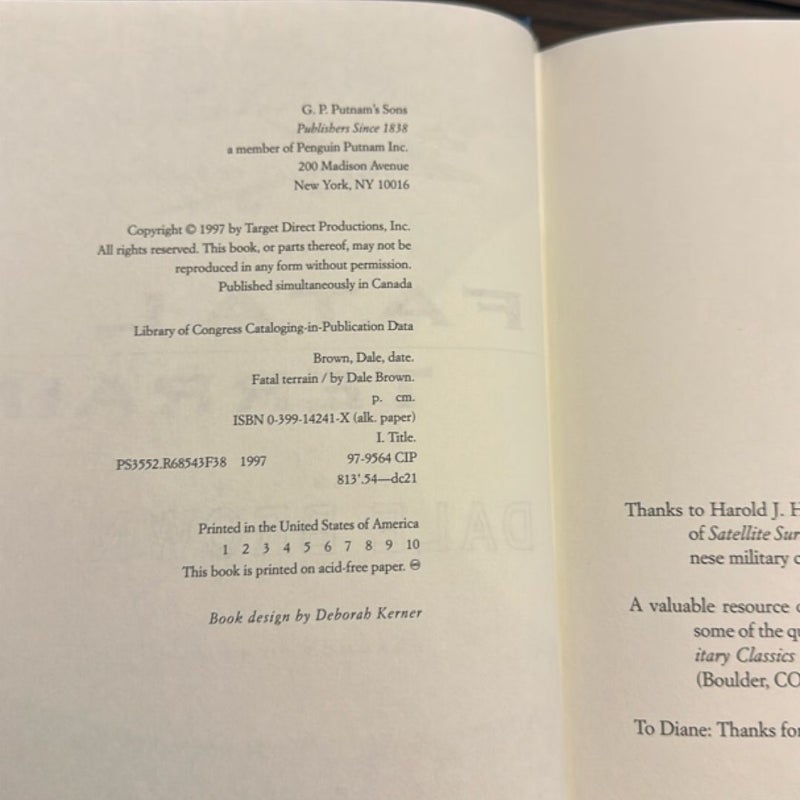 G. P. Putnam's Sons
Publishers Since 1838
a member of Penguin Putnam Inc.
200 Madison Avenue
New York, NY 10016
Copyright © 1997 by Target Direct Productions, Inc.
All rights reserved. This book, or parts thereof, may not be
reproduced in any form without permission.
Published simultaneously in Canada
Library of Congress Cataloging-in-Publication Data
Brown, Dale, date.
Fatal terrain / by Dale Brown.
p. cm.
ISBN 0-399-14241-X (alk. paper)
I. Title.
PS3552.R68543F38 1997 97-9564 CIP
813'.54—dc21
Printed in the United States of America
1 2 3 4 5 6 7 8 9 10
This book is printed on acid-free paper. ♾
Book design by Deborah Kerner
Thanks to Harold J. H
of Satellite Sur
nese military c
A valuable resource
some of the qu
itary Classics
(Boulder, CO
To Diane: Thanks for